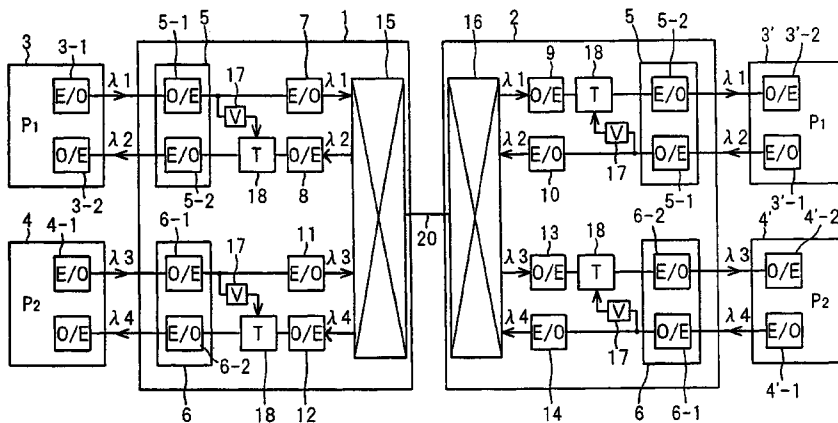 3 3-1 5-1 5 7 1 15 16 2 9 18 5 5-2 3' 3'-2
E/O λ1 O/E 17 E/O λ1 λ1 O/E T E/O λ1 O/E
P1 V P1
O/E λ2 E/O T O/E λ2 λ2 E/O V 17 O/E λ2 E/O
3-2 5-2 18 8 10 5-1 3'-1
4 4-1 6-1 17 11 20 13 18 6-2 4' 4'-2
E/O λ3 O/E V E/O λ3 λ3 O/E T E/O λ3 O/E
P2 P2
O/E λ4 E/O T O/E λ4 λ4 E/O V 17 O/E λ4 E/O
6 6-2 18 12 14 6 6-1 4'-1